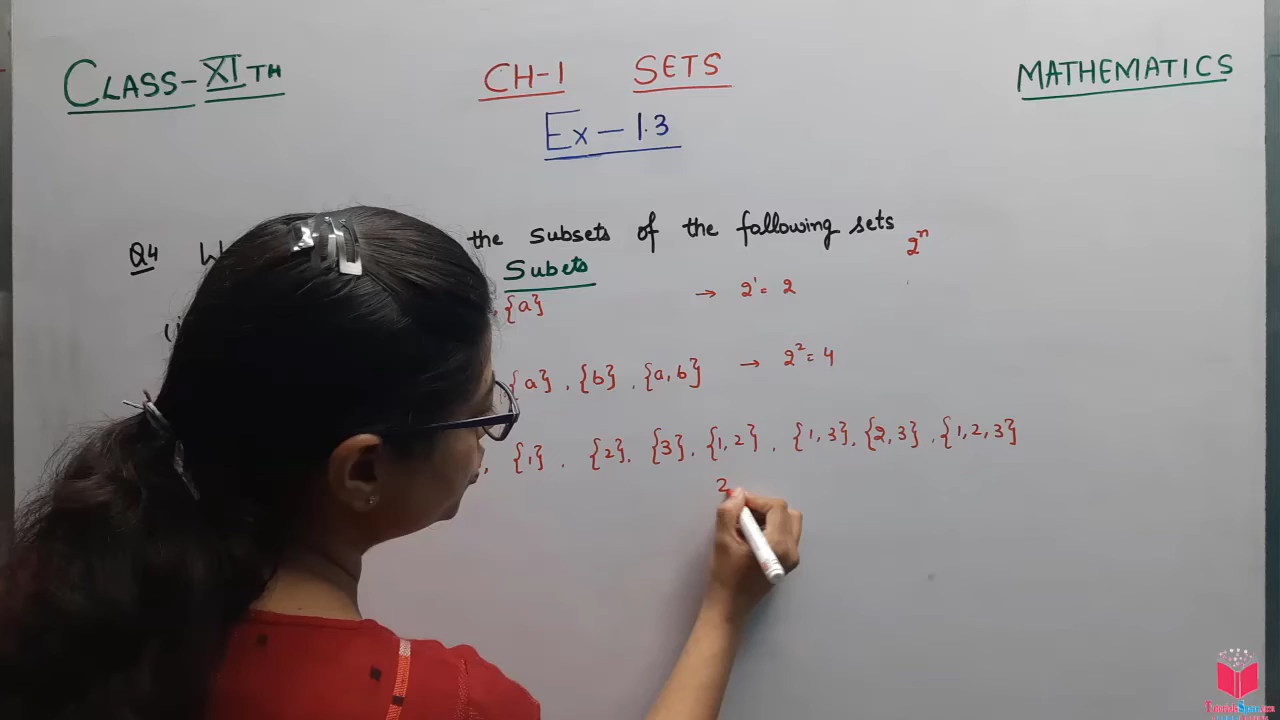 CLASS-XITH CH-1 SETS MATHEMATICS
Ex-1.3
Q4 the subsets of the following sets
Subets 2ⁿ
,{a} → 2¹= 2
{a} , {b} , {a,b} → 2²= 4
, {1} , {2}, {3}, {1,2} , {1,3}, {2,3} , {1,2,3}
2